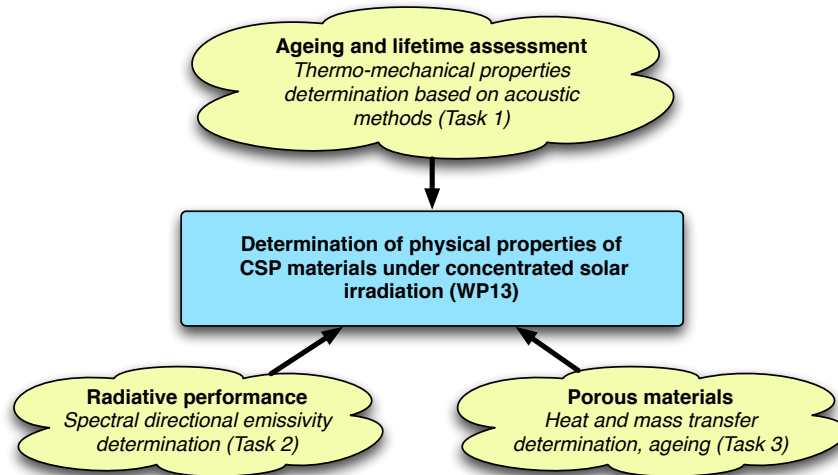 Ageing and lifetime assessment
Thermo-mechanical properties
determination based on acoustic
methods (Task 1)
Determination of physical properties of
CSP materials under concentrated solar
irradiation (WP13)
Radiative performance
Spectral directional emissivity
determination (Task 2)
Porous materials
Heat and mass transfer
determination, ageing (Task 3)